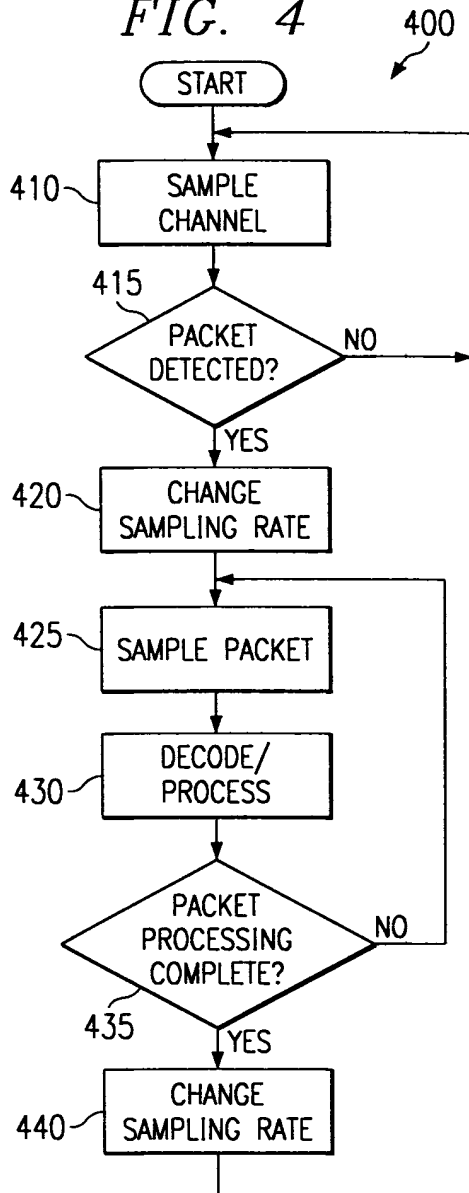 FIG. 4
400
START
410
SAMPLE
CHANNEL
415
PACKET
DETECTED?
NO
YES
420
CHANGE
SAMPLING RATE
425
SAMPLE PACKET
430
DECODE/
PROCESS
PACKET
PROCESSING
COMPLETE?
NO
435
YES
440
CHANGE
SAMPLING RATE